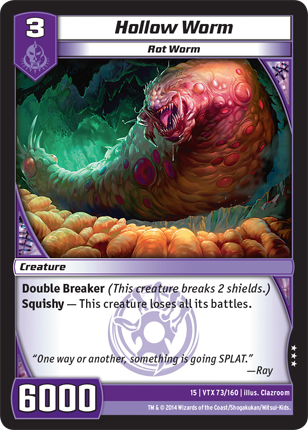 3
Hollow Worm
Rot Worm
Creature
Double Breaker (This creature breaks 2 shields.)
Squishy — This creature loses all its battles.
“One way or another, something is going SPLAT.”
—Ray
6000
15 | VTX 73/160 | illus. Clazroom
TM & © 2014 Wizards of the Coast/Shogakukan/Mitsui-Kids.